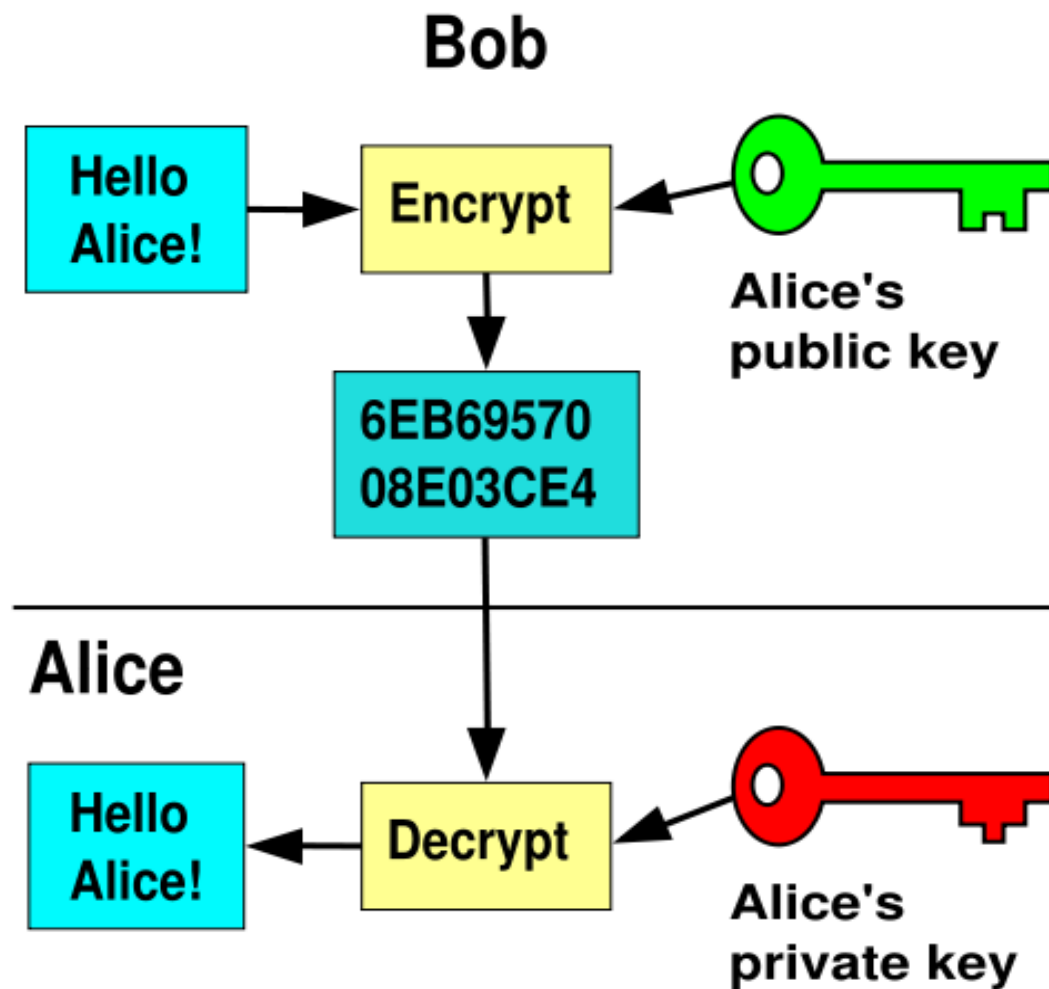 Bob
Hello
Alice!
Encrypt
Alice's
public key
6EB69570
08E03CE4
Alice
Hello
Alice!
Decrypt
Alice's
private key